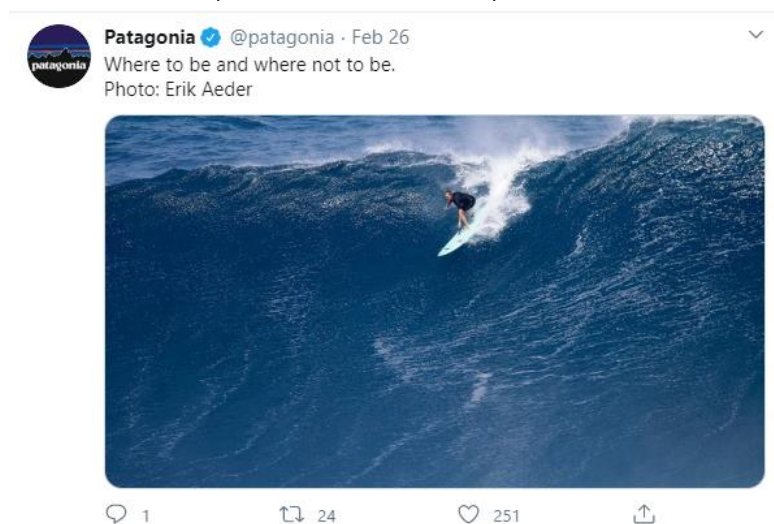 Patagonia @patagonia · Feb 26
patagonia
Where to be and where not to be.
Photo: Erik Aeder
1 24 251